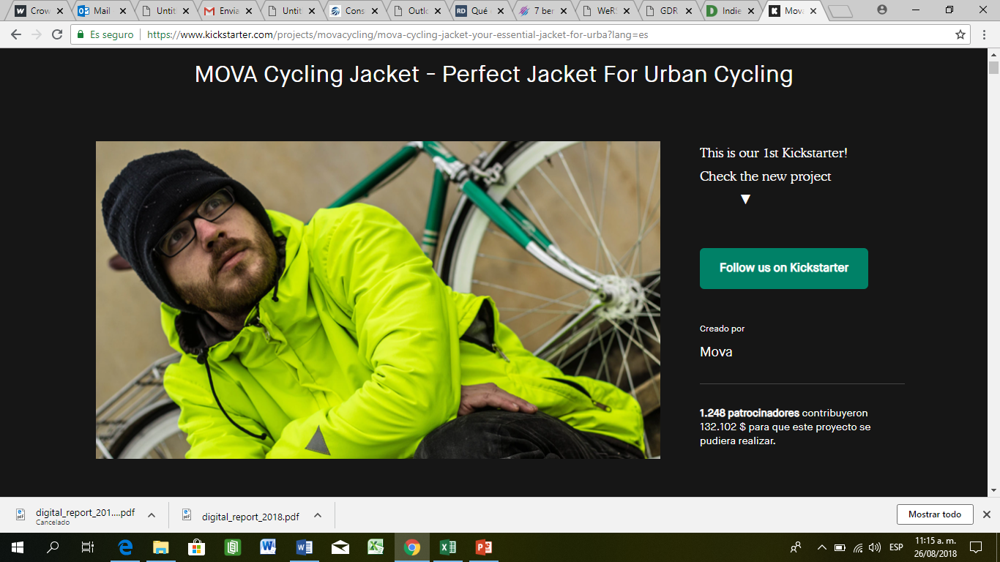 Crow
Mail
Untit
Envia
Untit
Cons
Outlo
Qué
7 ber
WeRS
GDR
Indie
Mova
Es seguro
https://www.kickstarter.com/projects/movacycling/mova-cycling-jacket-your-essential-jacket-for-urba?lang=es
MOVA Cycling Jacket - Perfect Jacket For Urban Cycling
This is our 1st Kickstarter!
Check the new project
▼
Follow us on Kickstarter
Creado por
Mova
1.248 patrocinadores contribuyeron
132.102 $ para que este proyecto se
pudiera realizar.
digital_report_201....pdf
Cancelado
digital_report_2018.pdf
Mostrar todo
ESP
11:15 a. m.
26/08/2018